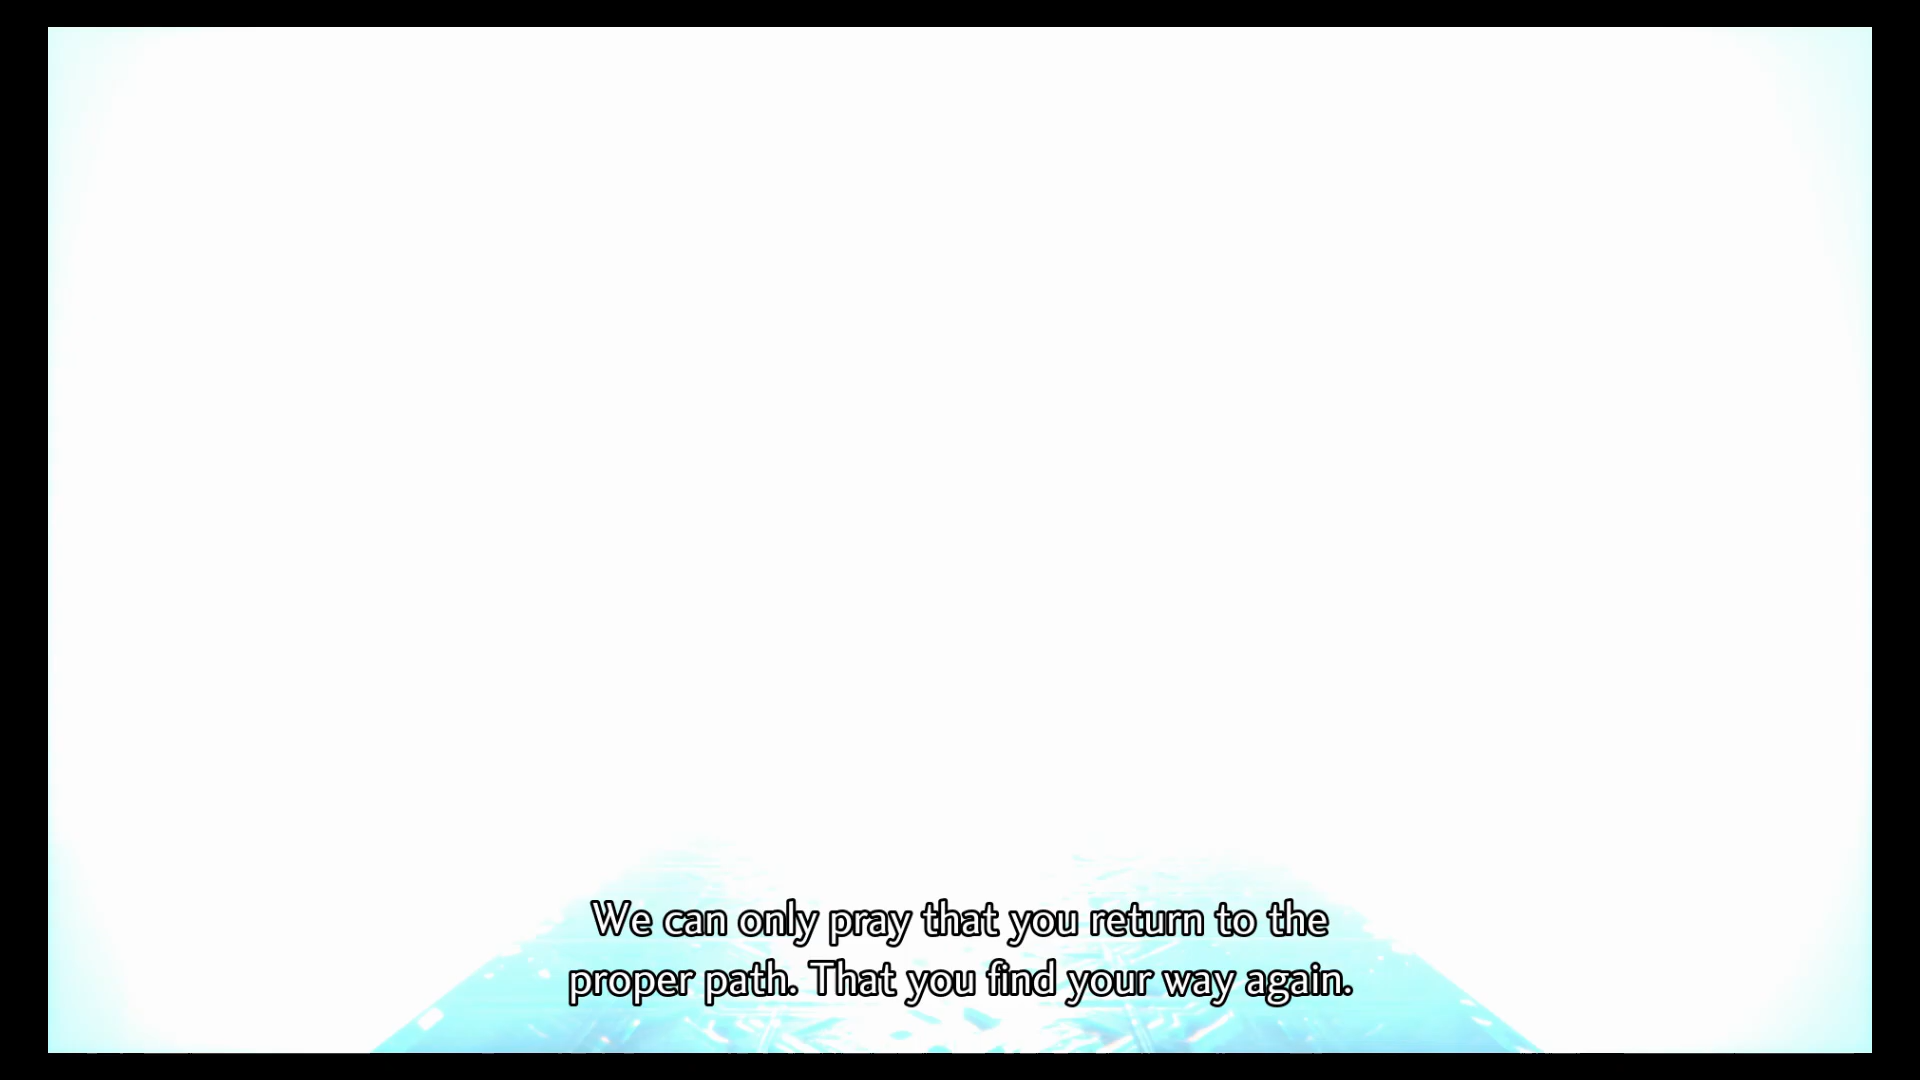 We can only pray that you return to the
proper path. That you find your way again.